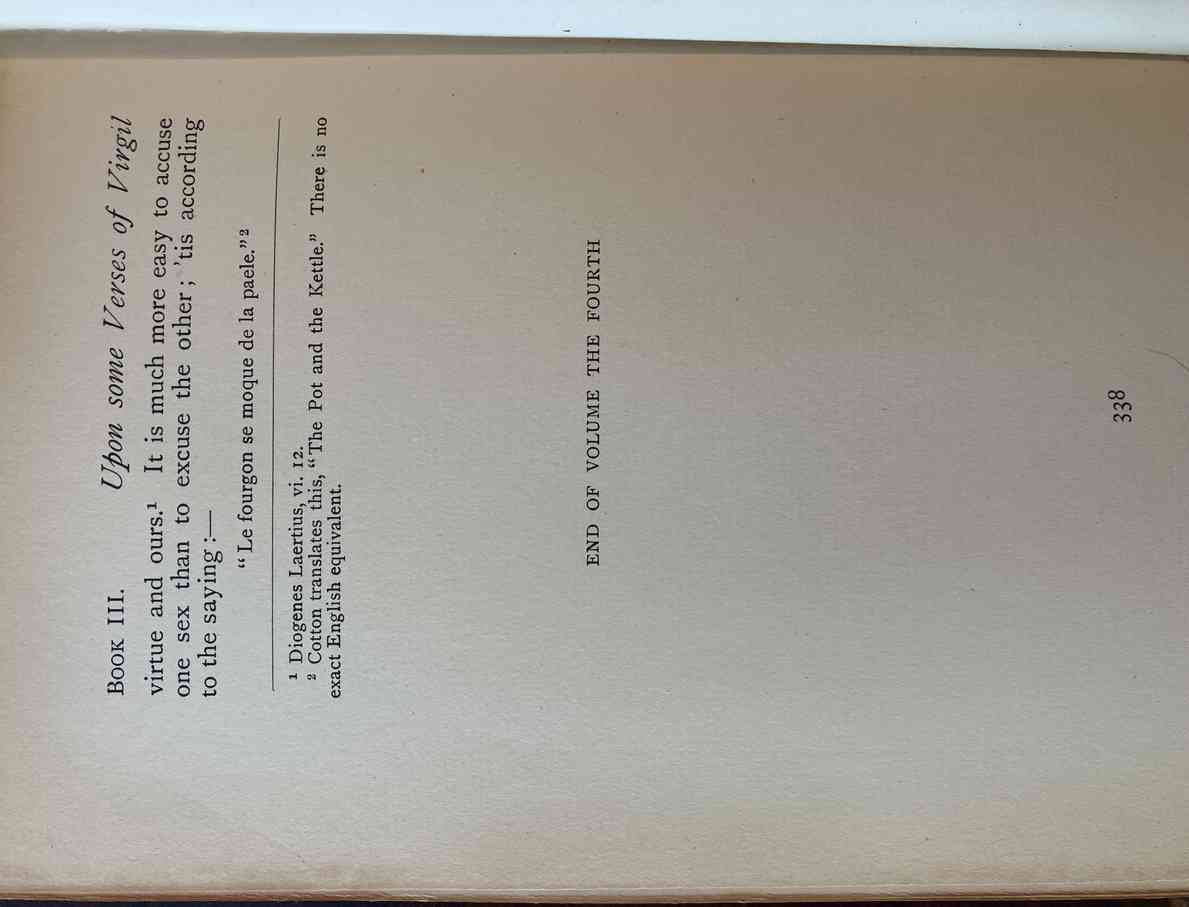 BOOK III. Upon some Verses of Virgil
virtue and ours.¹ It is much more easy to accuse
one sex than to excuse the other; 'tis according
to the saying:—
“Le fourgon se moque de la paele.”²
¹ Diogenes Laertius, vi. 12.
² Cotton translates this, “The Pot and the Kettle.” There is no
exact English equivalent.
END OF VOLUME THE FOURTH
338